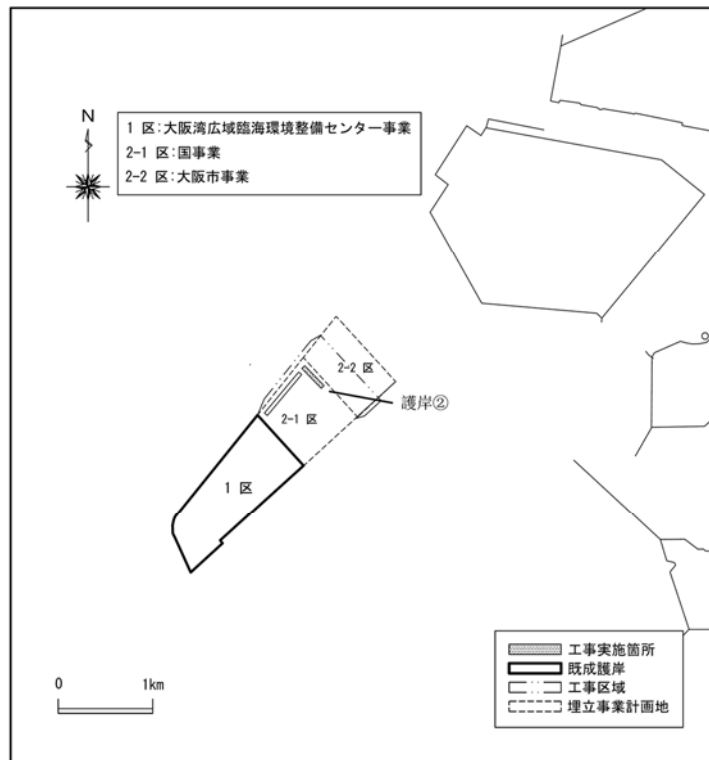 N
1 区:大阪湾広域臨海環境整備センター事業
2-1 区:国事業
2-2 区:大阪市事業
2-2 区
護岸②
2-1 区
1 区
0 1km
工事実施箇所
既成護岸
工事区域
埋立事業計画地